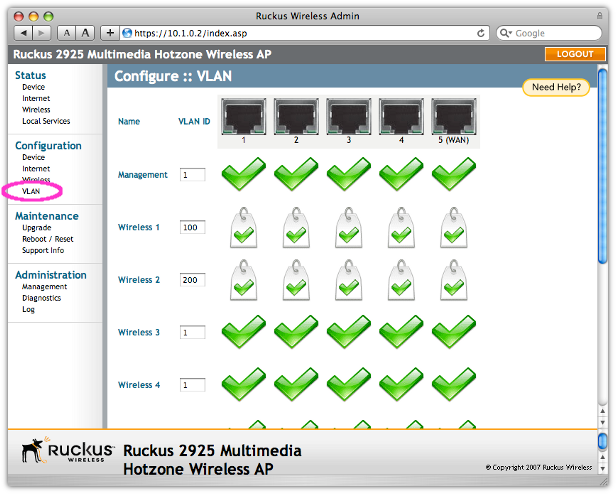 Ruckus Wireless Admin
A A + https://10.1.0.2/index.asp Google
Ruckus 2925 Multimedia Hotzone Wireless AP LOGOUT
Status
Device
Internet
Wireless
Local Services
Configuration
Device
Internet
Wireless
VLAN
Maintenance
Upgrade
Reboot / Reset
Support Info
Administration
Management
Diagnostics
Log
Configure :: VLAN
Need Help?
Name VLAN ID 1 2 3 4 5 (WAN)
Management 1
Wireless 1 100
Wireless 2 200
Wireless 3 1
Wireless 4 1
RUCKUS
WIRELESS
Ruckus 2925 Multimedia
Hotzone Wireless AP
© Copyright 2007 Ruckus Wireless